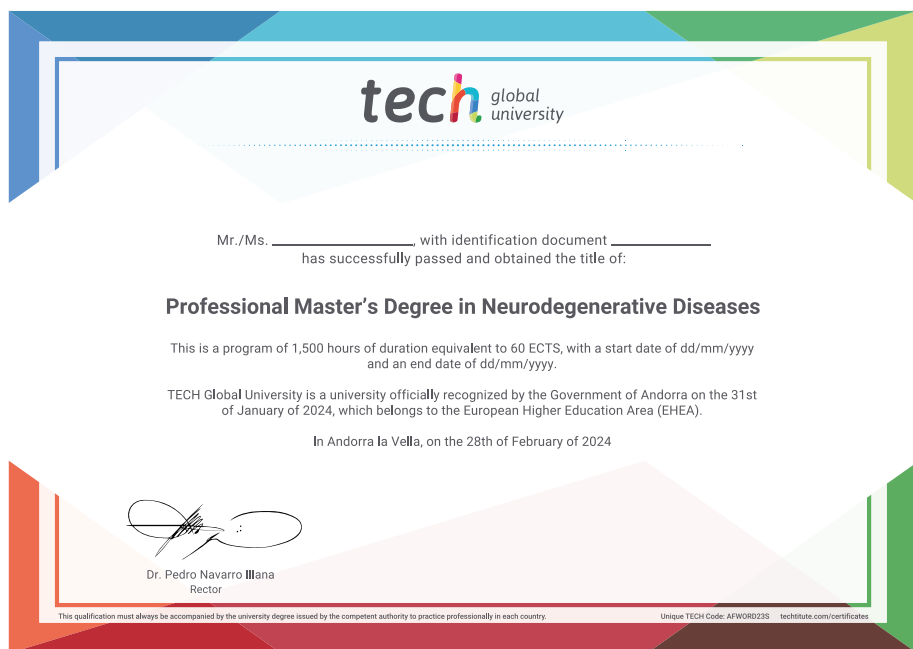 tech global university
Mr./Ms. ____________________, with identification document ______________
has successfully passed and obtained the title of:
Professional Master's Degree in Neurodegenerative Diseases
This is a program of 1,500 hours of duration equivalent to 60 ECTS, with a start date of dd/mm/yyyy
and an end date of dd/mm/yyyy.
TECH Global University is a university officially recognized by the Government of Andorra on the 31st
of January of 2024, which belongs to the European Higher Education Area (EHEA).
In Andorra la Vella, on the 28th of February of 2024
Dr. Pedro Navarro Illana
Rector
This qualification must always be accompanied by the university degree issued by the competent authority to practice professionally in each country. Unique TECH Code: AFWORD23S techtitute.com/certificates